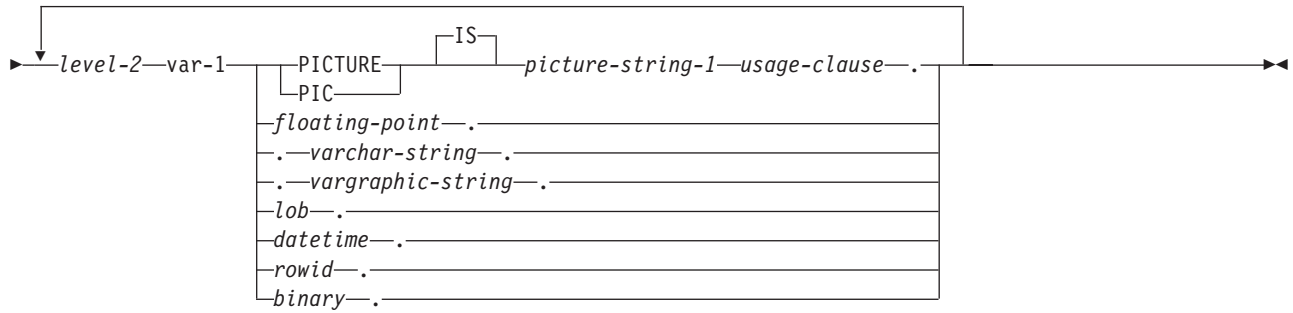 IS
level-2 var-1 PICTURE picture-string-1 usage-clause .
PIC
floating-point .
. varchar-string .
. vargraphic-string .
lob .
datetime .
rowid .
binary .